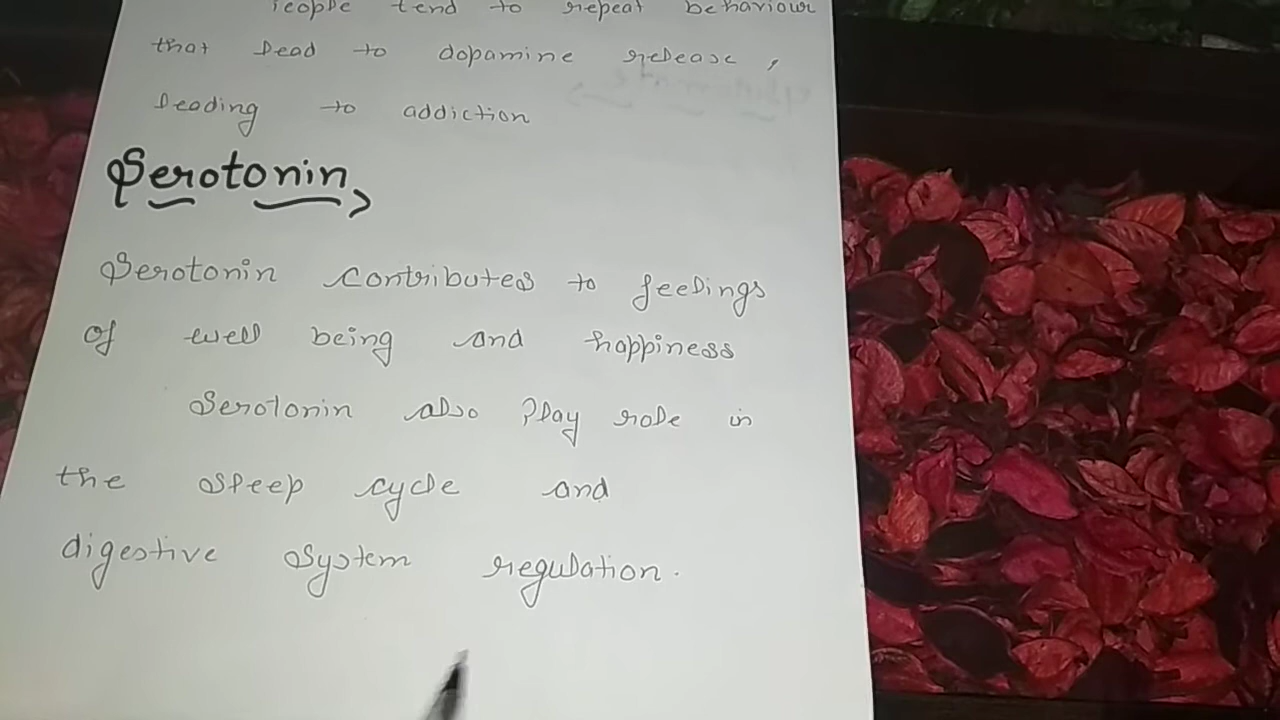 People tend to repeat behaviour
that lead to dopamine release,
leading to addiction
Serotonin
Serotonin contributes to feelings
of well being and happiness
Serotonin also Play role in
the sleep cycle and
digestive system regulation.